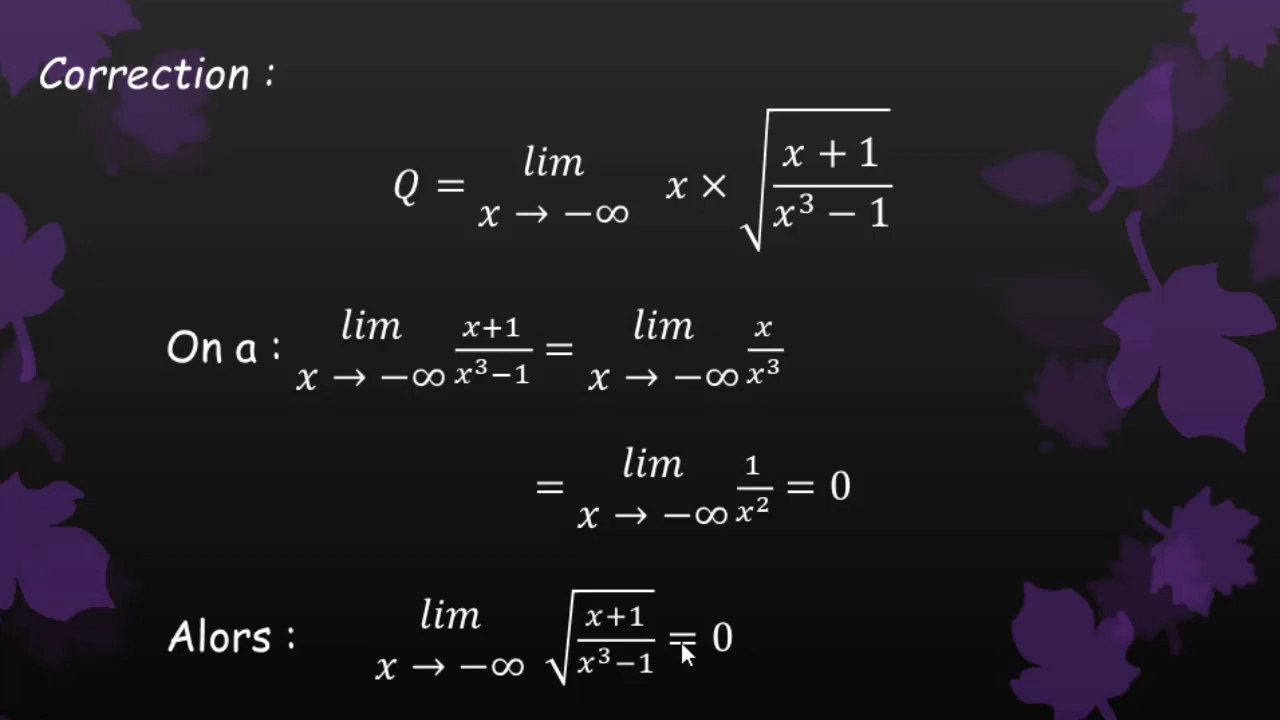 Correction :
Q = lim x → −∞ x × √((x + 1)/(x³ − 1))
On a : lim x → −∞ (x+1)/(x³−1) = lim x → −∞ x/x³
= lim x → −∞ 1/x² = 0
Alors : lim x → −∞ √((x+1)/(x³−1)) = 0